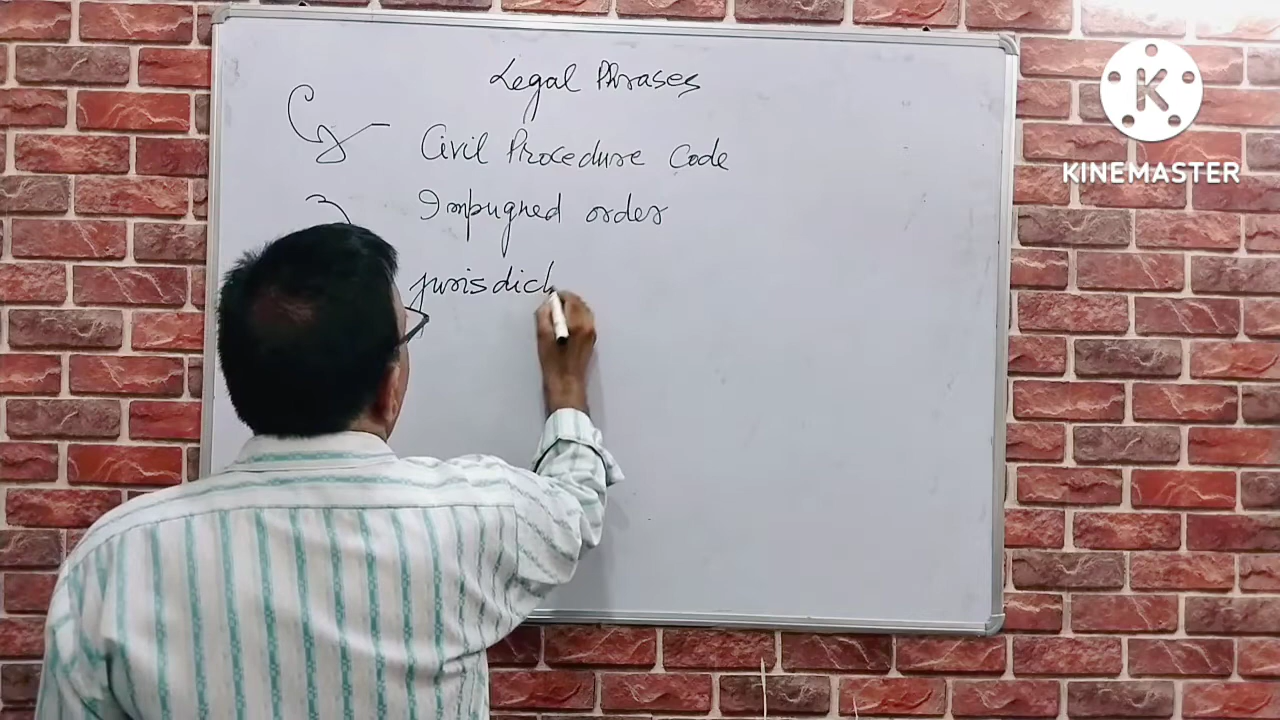 Legal Phrases
Civil Procedure Code
Impugned order
jurisdict
K
KINEMASTER